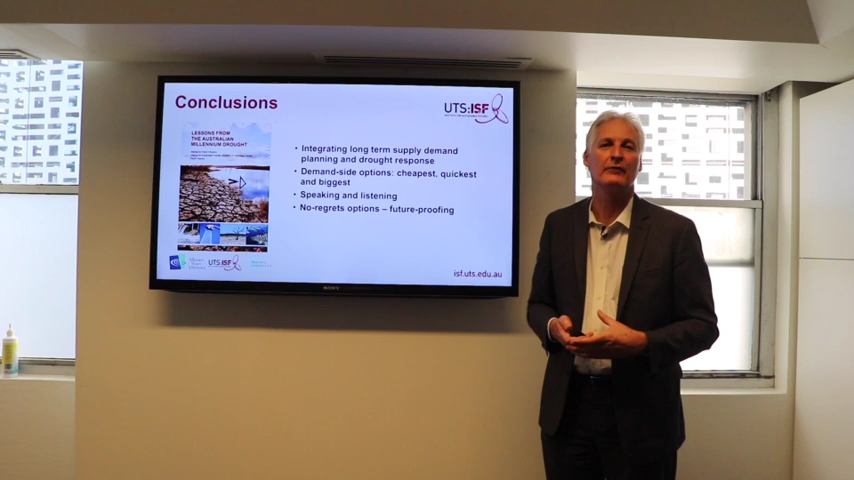 Conclusions
UTS:ISF
LESSONS FROM
THE AUSTRALIAN
MILLENNIUM DROUGHT
• Integrating long term supply demand
planning and drought response
• Demand-side options: cheapest, quickest
and biggest
• Speaking and listening
• No-regrets options – future-proofing
UTS:ISF
isf.uts.edu.au
SONY